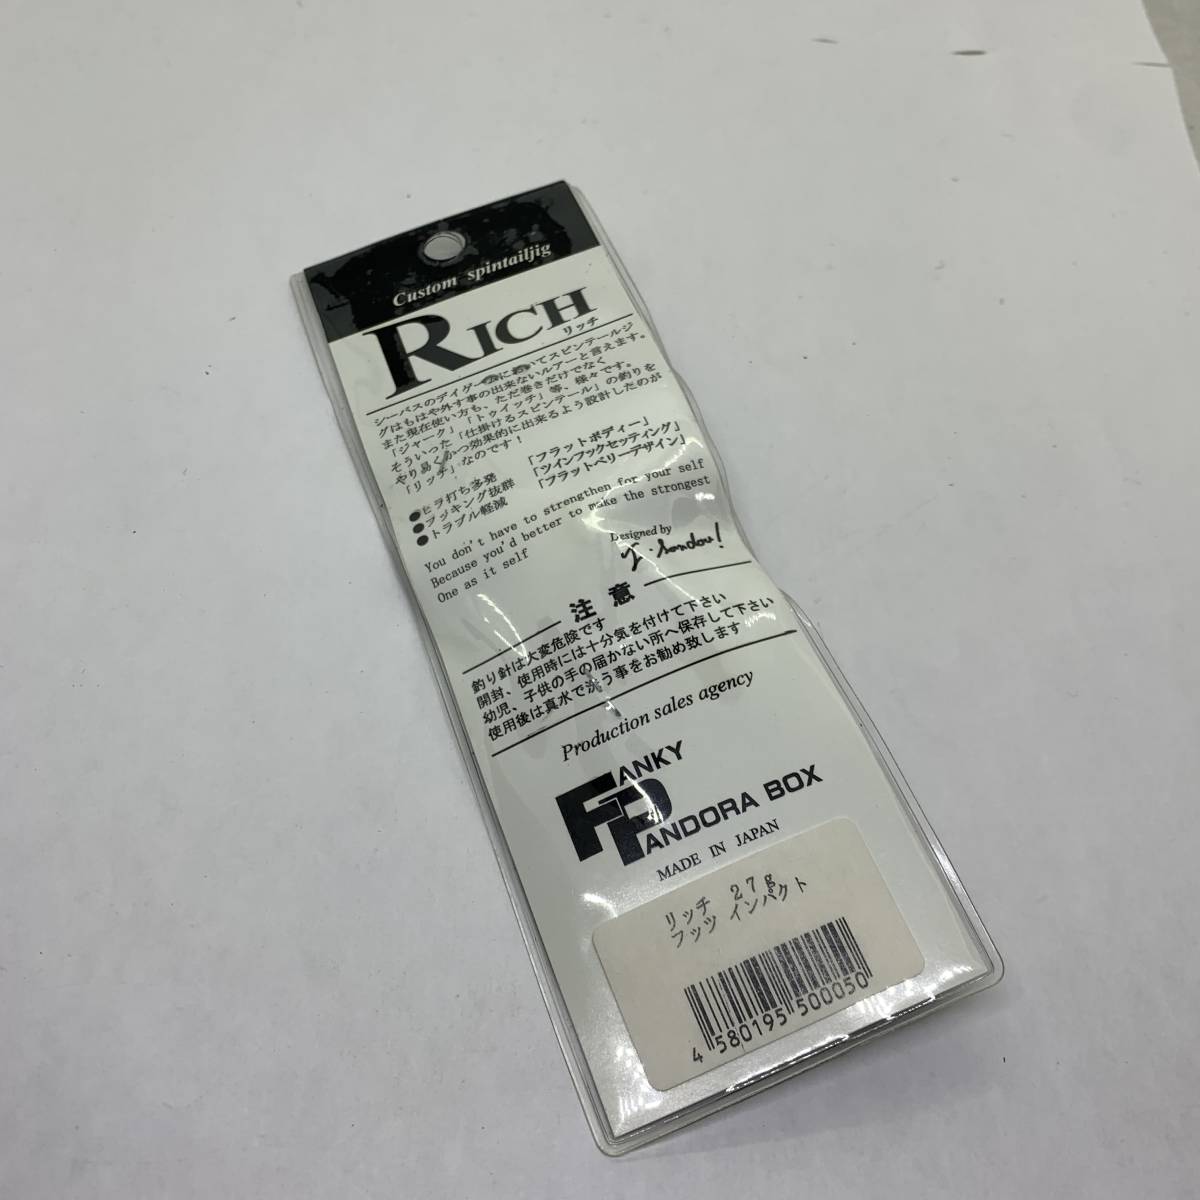 Custom spintailjig
RICH
リッチ
シーバスのデイゲームに於いてスピンテールジ
グはもはや外す事の出来ないルアーと言えます。
また現在使い方も、ただ巻きだけでなく
「ジャーク」「トゥイッチ」等、様々です。
そういった「仕掛けるスピンテール」の釣りを
やり易くかつ効果的に出来るよう設計したのが
「リッチ」なのです!
●ヒラ打ち多発 「フラットボディー」
●フッキング抜群 「ツインフックセッティング」
●トラブル軽減 「フラットベリーデザイン」
You don't have to strengthen for your self
Because you'd better to make the strongest
One as it self
Designed by
注意
釣り針は大変危険です
開封、使用時には十分気を付けて下さい
幼児、子供の手の届かない所へ保存して下さい
使用後は真水で洗う事をお勧め致します
Production sales agency
FANKY
PANDORA BOX
MADE IN JAPAN
リッチ 27g
フッツ インパクト
4 580195 500050